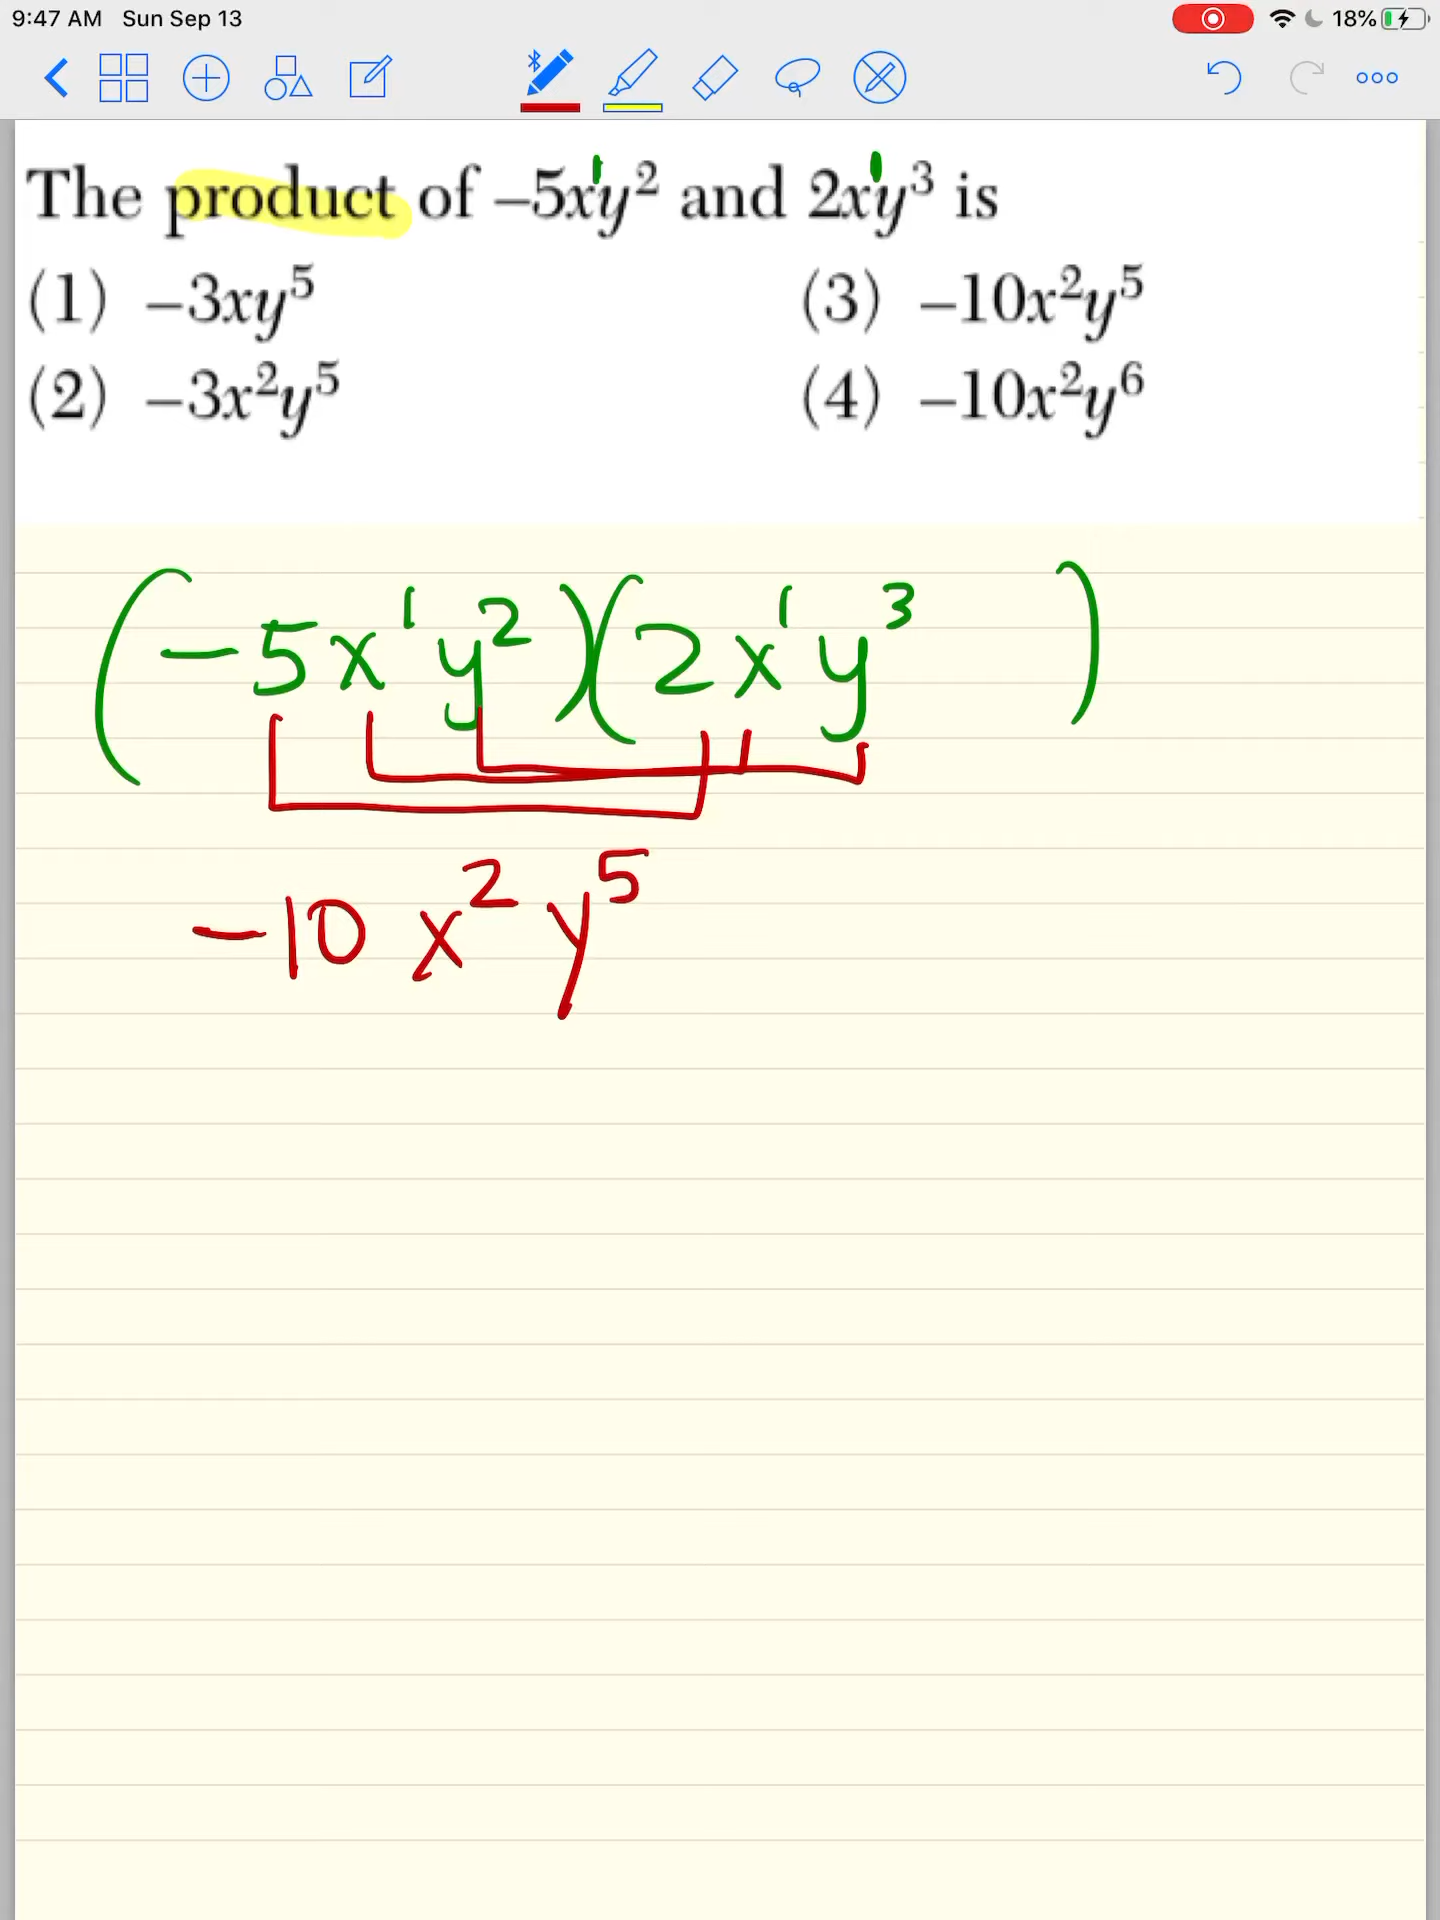 9:47 AM Sun Sep 13 18%
The product of –5x¹y² and 2x¹y³ is
(1) –3xy⁵ (3) –10x²y⁵
(2) –3x²y⁵ (4) –10x²y⁶
(-5x¹y²)(2x¹y³)
-10x²y⁵